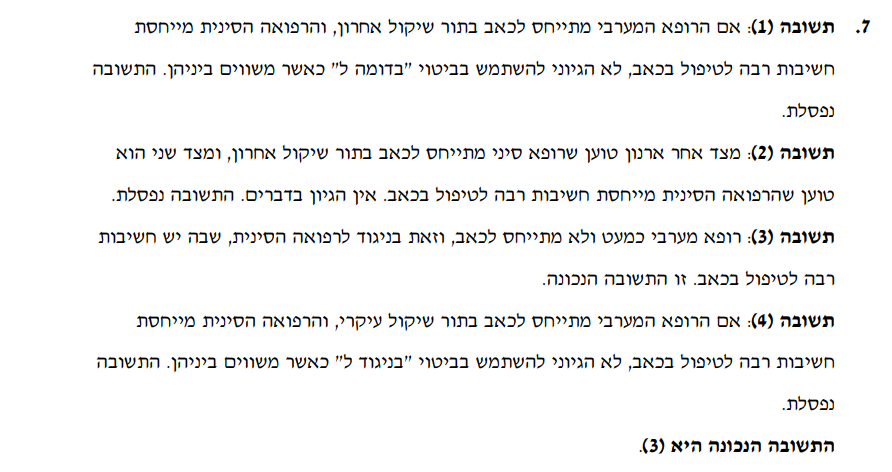 7. תשובה (1): אם הרופא המערבי מתייחס לכאב בתור שיקול אחרון, והרפואה הסינית מייחסת
חשיבות רבה לטיפול בכאב, לא הגיוני להשתמש בביטוי "בדומה ל" כאשר משווים ביניהן. התשובה
נפסלת.
תשובה (2): מצד אחר ארנון טוען שרופא סיני מתייחס לכאב בתור שיקול אחרון, ומצד שני הוא
טוען שהרפואה הסינית מייחסת חשיבות רבה לטיפול בכאב. אין הגיון בדברים. התשובה נפסלת.
תשובה (3): רופא מערבי כמעט ולא מתייחס לכאב, וזאת בניגוד לרפואה הסינית, שבה יש חשיבות
רבה לטיפול בכאב. זו התשובה הנכונה.
תשובה (4): אם הרופא המערבי מתייחס לכאב בתור שיקול עיקרי, והרפואה הסינית מייחסת
חשיבות רבה לטיפול בכאב, לא הגיוני להשתמש בביטוי "בניגוד ל" כאשר משווים ביניהן. התשובה
נפסלת.
התשובה הנכונה היא (3).